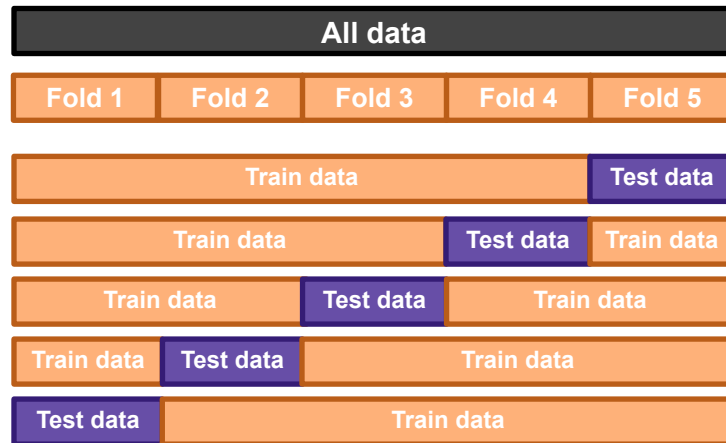 All data
Fold 1 Fold 2 Fold 3 Fold 4 Fold 5
Train data Test data
Train data Test data Train data
Train data Test data Train data
Train data Test data Train data
Test data Train data